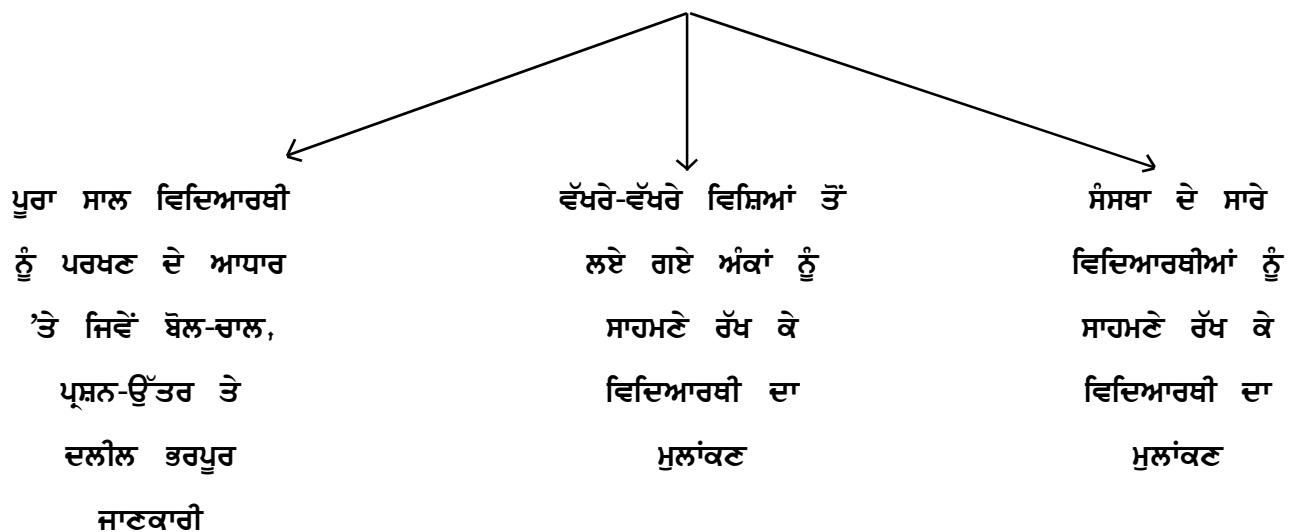 ਪੂਰਾ ਸਾਲ ਵਿਦਿਆਰਥੀ
ਨੂੰ ਪਰਖਣ ਦੇ ਆਧਾਰ
’ਤੇ ਜਿਵੇਂ ਬੋਲ-ਚਾਲ,
ਪ੍ਰਸ਼ਨ-ਉੱਤਰ ਤੇ
ਦਲੀਲ ਭਰਪੂਰ
ਜਾਣਕਾਰੀ
ਵੱਖਰੇ-ਵੱਖਰੇ ਵਿਸ਼ਿਆਂ ਤੋਂ
ਲਏ ਗਏ ਅੰਕਾਂ ਨੂੰ
ਸਾਹਮਣੇ ਰੱਖ ਕੇ
ਵਿਦਿਆਰਥੀ ਦਾ
ਮੁਲਾਂਕਣ
ਸੰਸਥਾ ਦੇ ਸਾਰੇ
ਵਿਦਿਆਰਥੀਆਂ ਨੂੰ
ਸਾਹਮਣੇ ਰੱਖ ਕੇ
ਵਿਦਿਆਰਥੀ ਦਾ
ਮੁਲਾਂਕਣ